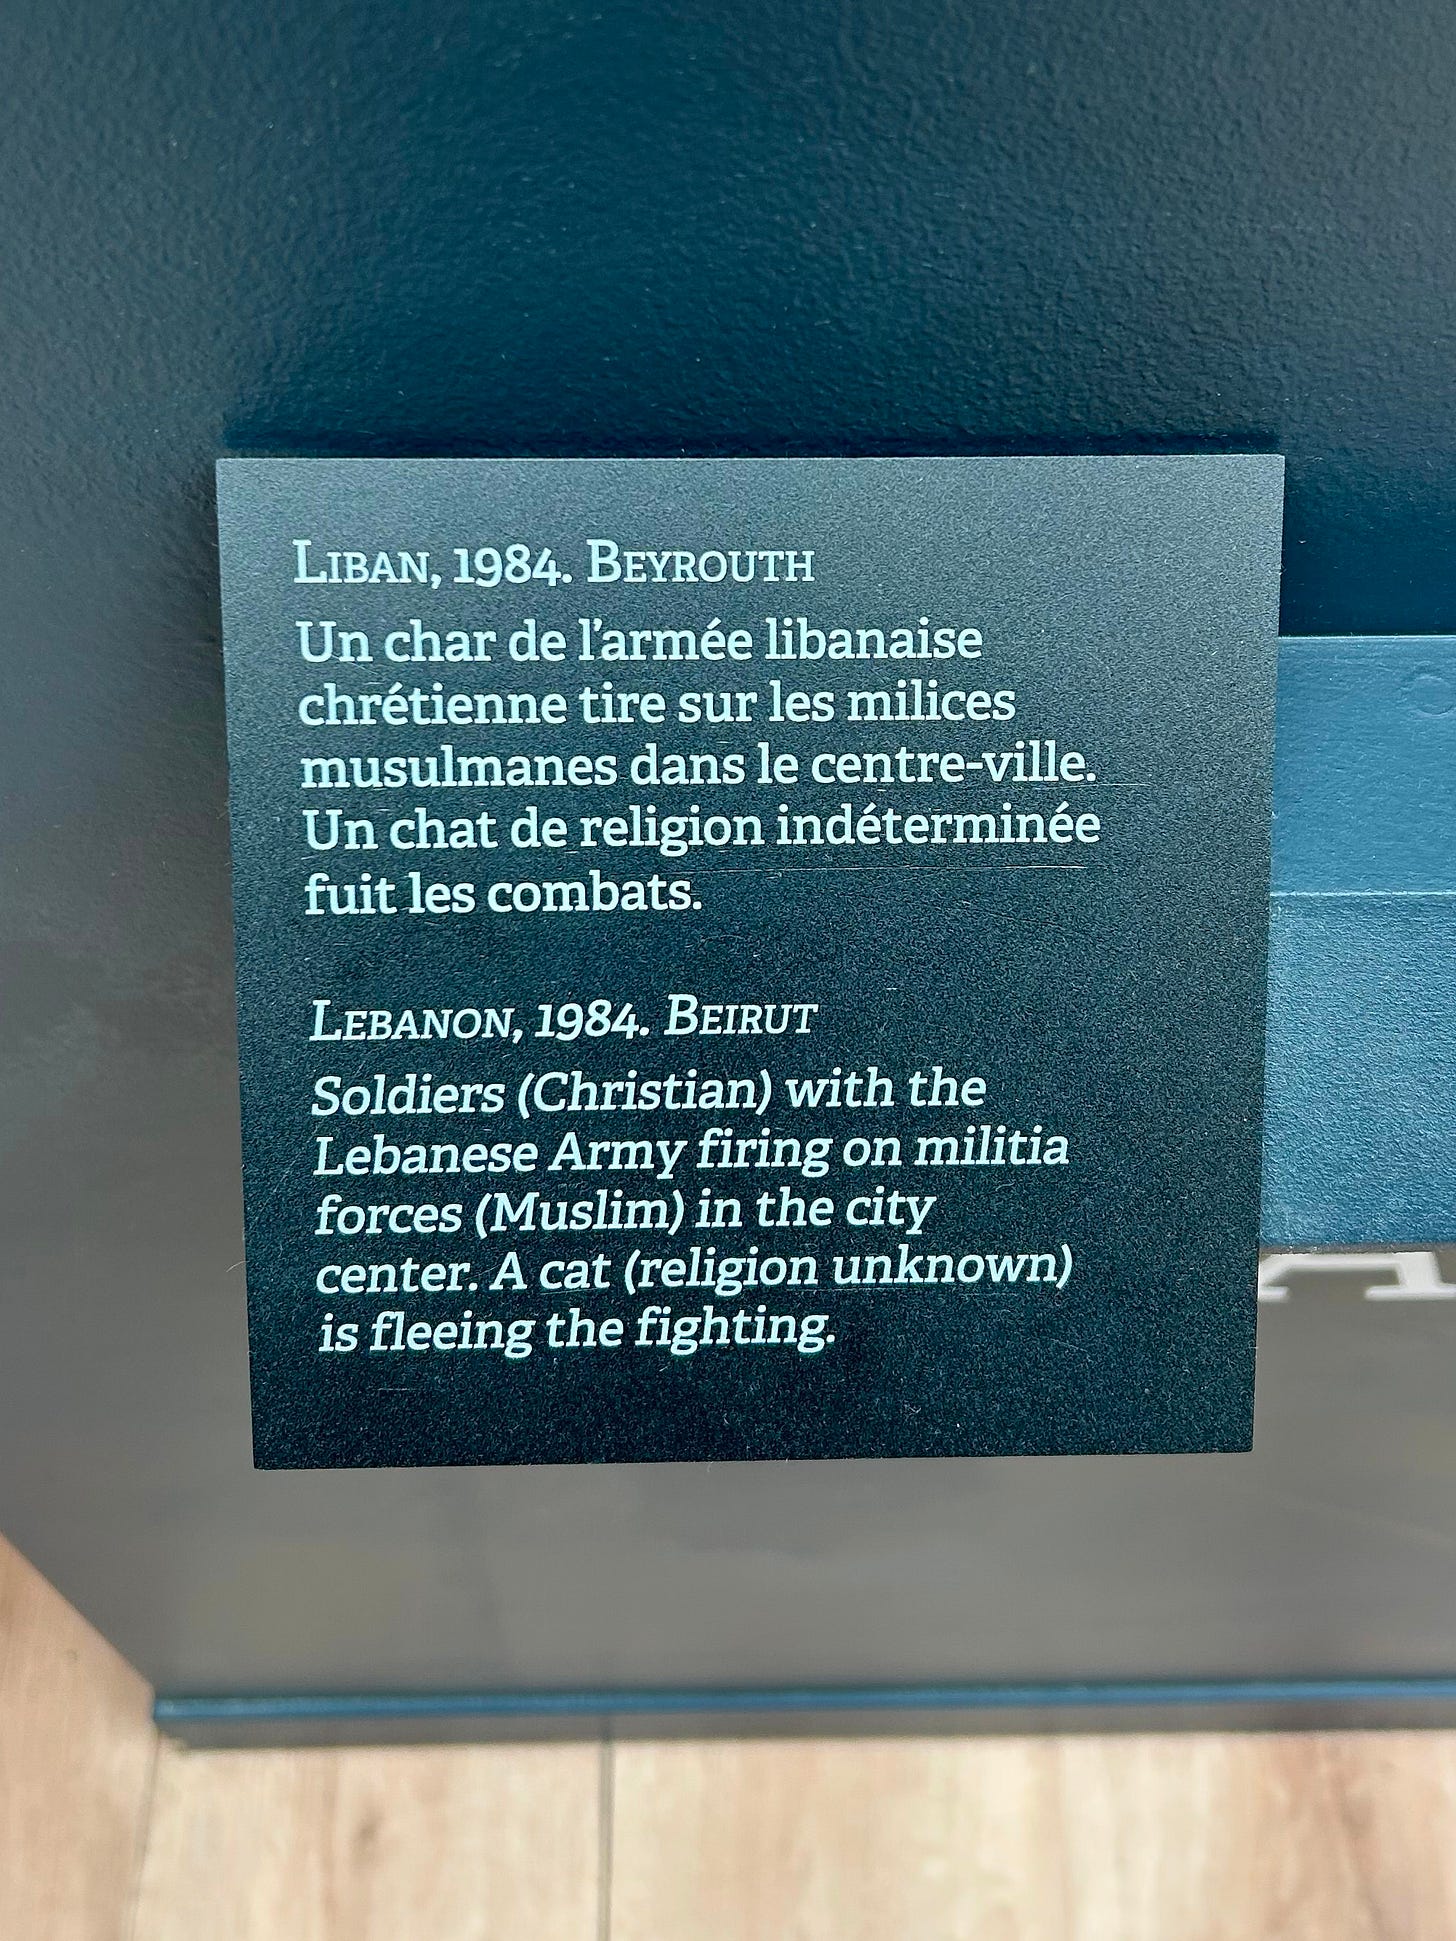 LIBAN, 1984. BEYROUTH
Un char de l'armée libanaise
chrétienne tire sur les milices
musulmanes dans le centre-ville.
Un chat de religion indéterminée
fuit les combats.
LEBANON, 1984. BEIRUT
Soldiers (Christian) with the
Lebanese Army firing on militia
forces (Muslim) in the city
center. A cat (religion unknown)
is fleeing the fighting.